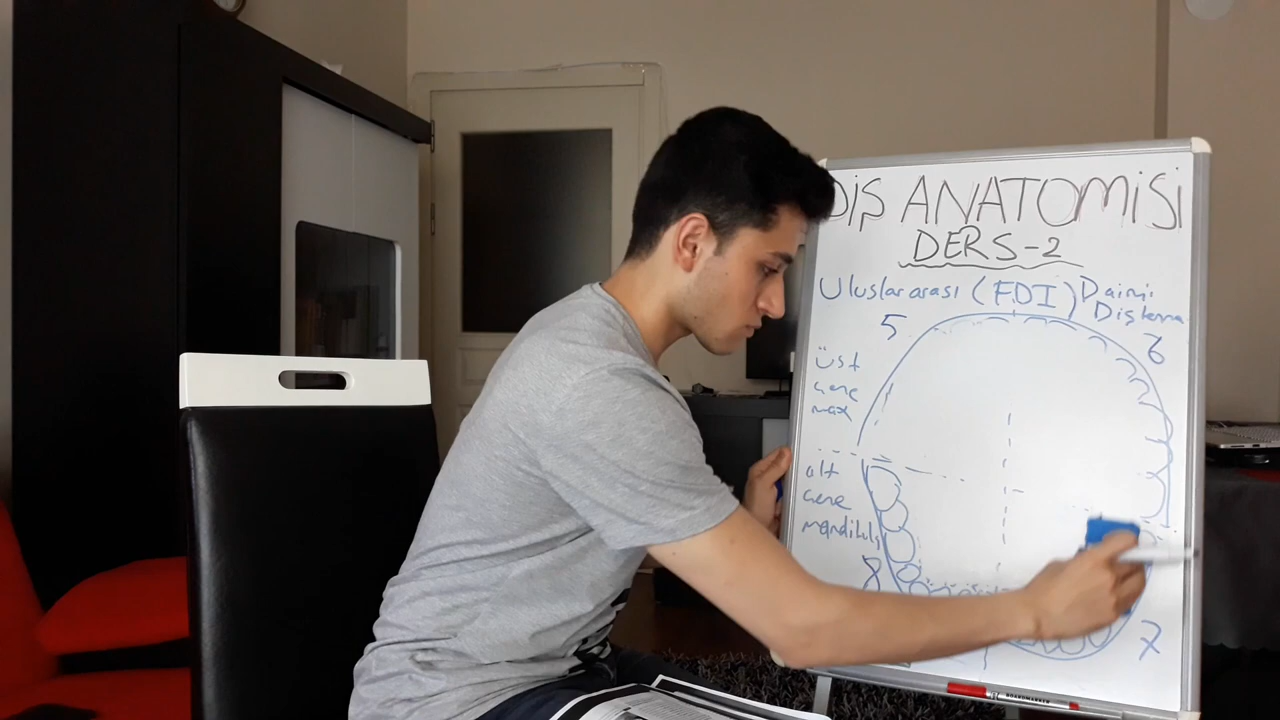 DİŞ ANATOMİSİ
DERS-2
Uluslararası (FDI) Daimi
Dişlenme
5
6
üst
çene
max
alt
çene
mandibula
8
7
BOARDMARKER